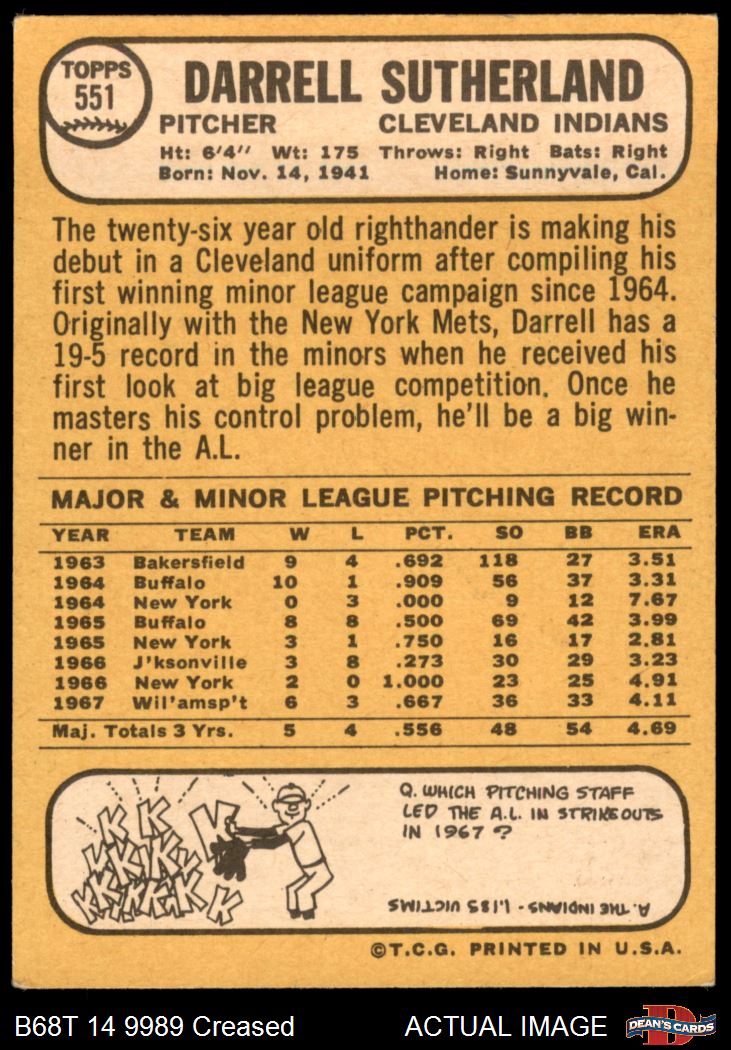 TOPPS
551
DARRELL SUTHERLAND
PITCHER CLEVELAND INDIANS
Ht: 6'4" Wt: 175 Throws: Right Bats: Right
Born: Nov. 14, 1941 Home: Sunnyvale, Cal.
The twenty-six year old righthander is making his
debut in a Cleveland uniform after compiling his
first winning minor league campaign since 1964.
Originally with the New York Mets, Darrell has a
19-5 record in the minors when he received his
first look at big league competition. Once he
masters his control problem, he'll be a big win-
ner in the A.L.
MAJOR & MINOR LEAGUE PITCHING RECORD
YEAR TEAM W L PCT. SO BB ERA
1963 Bakersfield 9 4 .692 118 27 3.51
1964 Buffalo 10 1 .909 56 37 3.31
1964 New York 0 3 .000 9 12 7.67
1965 Buffalo 8 8 .500 69 42 3.99
1965 New York 3 1 .750 16 17 2.81
1966 J'ksonville 3 8 .273 30 29 3.23
1966 New York 2 0 1.000 23 25 4.91
1967 Wil'amsp't 6 3 .667 36 33 4.11
Maj. Totals 3 Yrs. 5 4 .556 48 54 4.69
K K K K K K K K K K K K K K
Q. WHICH PITCHING STAFF
LED THE A.L. IN STRIKEOUTS
IN 1967 ?
A. THE INDIANS - 1,185 VICTIMS
©T.C.G. PRINTED IN U.S.A.
B68T 14 9989 Creased ACTUAL IMAGE
D
DEAN'S CARDS